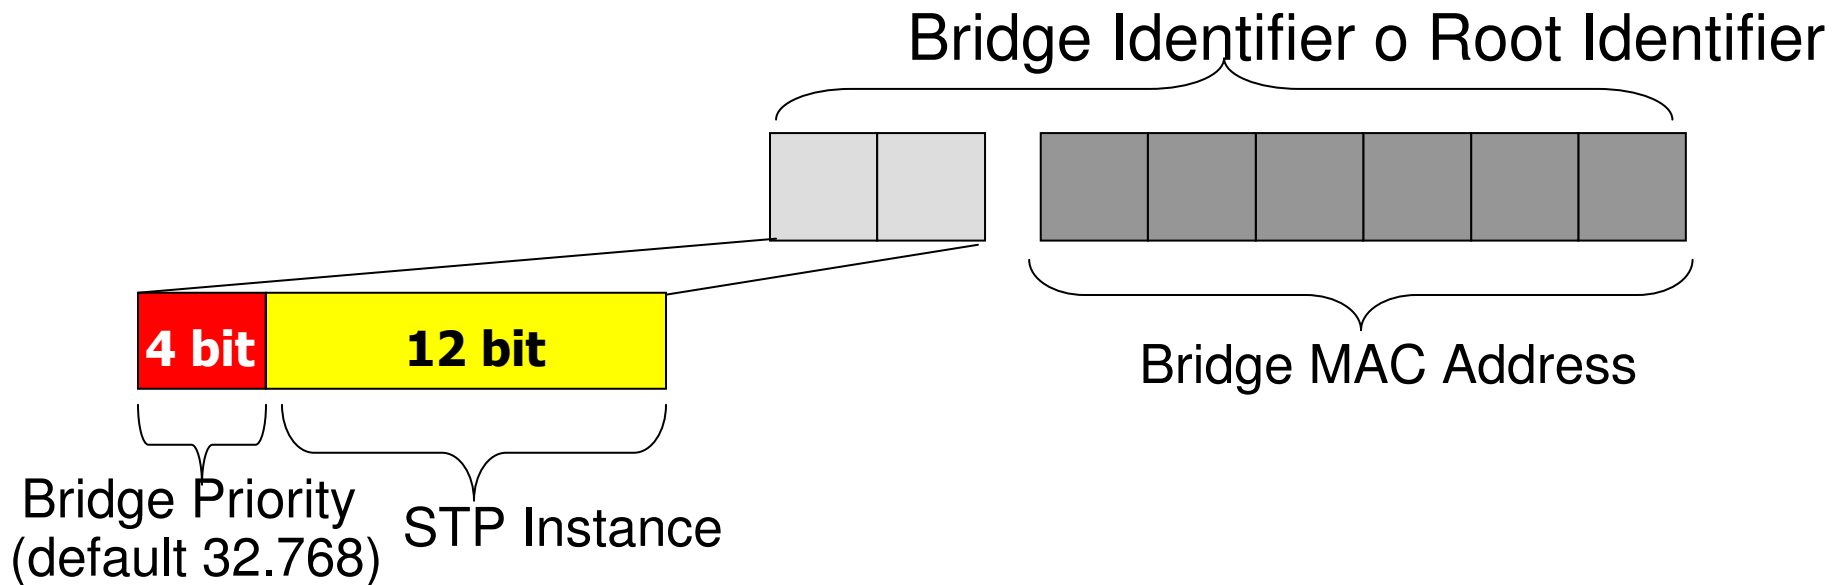 Bridge Identifier o Root Identifier
4 bit
12 bit
Bridge MAC Address
Bridge Priority
(default 32.768)
STP Instance